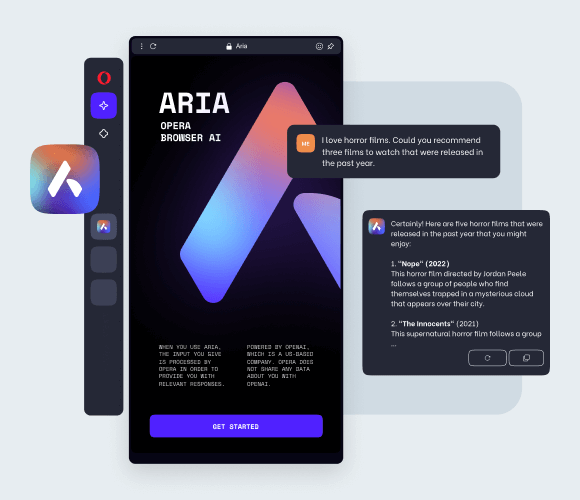 Aria
ARIA
OPERA
BROWSER AI
ME
I love horror films. Could you recommend
three films to watch that were released in
the past year.
Certainly! Here are five horror films that were
released in the past year that you might
enjoy:
1. "Nope" (2022)
This horror film directed by Jordan Peele
follows a group of people who find
themselves trapped in a mysterious cloud
that appears over their city.
2. "The Innocents" (2021)
This supernatural horror film follows a group
...
WHEN YOU USE ARIA,
THE INPUT YOU GIVE
IS PROCESSED BY
OPERA IN ORDER TO
PROVIDE YOU WITH
RELEVANT RESPONSES.
POWERED BY OPENAI,
WHICH IS A US-BASED
COMPANY. OPERA DOES
NOT SHARE ANY DATA
ABOUT YOU WITH
OPENAI.
GET STARTED